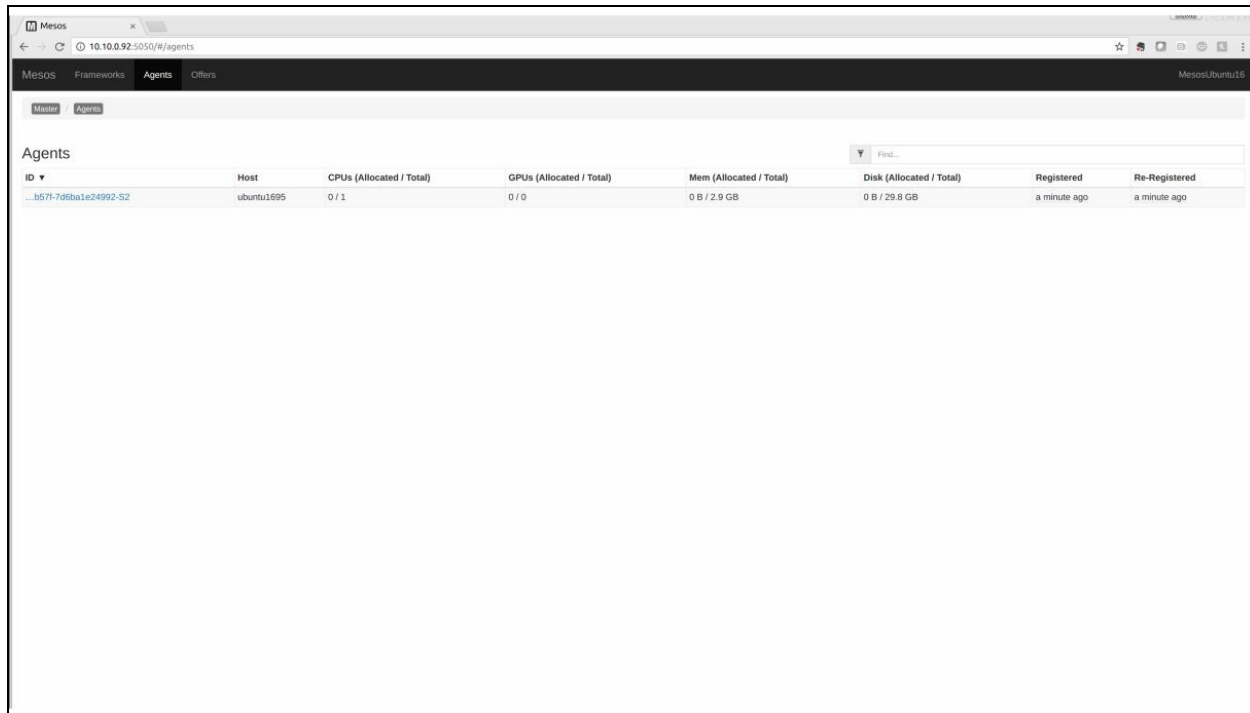 Mesos
10.10.0.92:5050/#/agents
Mesos Frameworks Agents Offers MesosUbuntu16
Master / Agents
Agents Find...
ID ▼ Host CPUs (Allocated / Total) GPUs (Allocated / Total) Mem (Allocated / Total) Disk (Allocated / Total) Registered Re-Registered
...b57f-7d6ba1e24992-S2 ubuntu1695 0 / 1 0 / 0 0 B / 2.9 GB 0 B / 29.8 GB a minute ago a minute ago